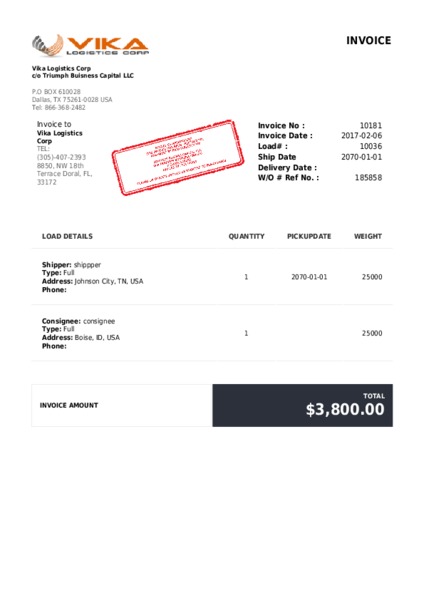 VIKA
LOGISTICS CORP
INVOICE
Vika Logistics Corp
c/o Triumph Buisness Capital LLC
P.O BOX 610028
Dallas, TX 75261-0028 USA
Tel: 866-368-2482
Invoice to
Vika Logistics
Corp
TEL:
(305)-407-2393
8850, NW 18th
Terrace Doral, FL,
33172
Invoice No : 10181
Invoice Date : 2017-02-06
Load# : 10036
Ship Date 2070-01-01
Delivery Date :
W/O # Ref No. : 185858
LOAD DETAILS QUANTITY PICKUPDATE WEIGHT
Shipper: shippper
Type: Full
Address: Johnson City, TN, USA
Phone:
1 2070-01-01 25000
Consignee: consignee
Type: Full
Address: Boise, ID, USA
Phone:
1 25000
INVOICE AMOUNT
TOTAL
$3,800.00